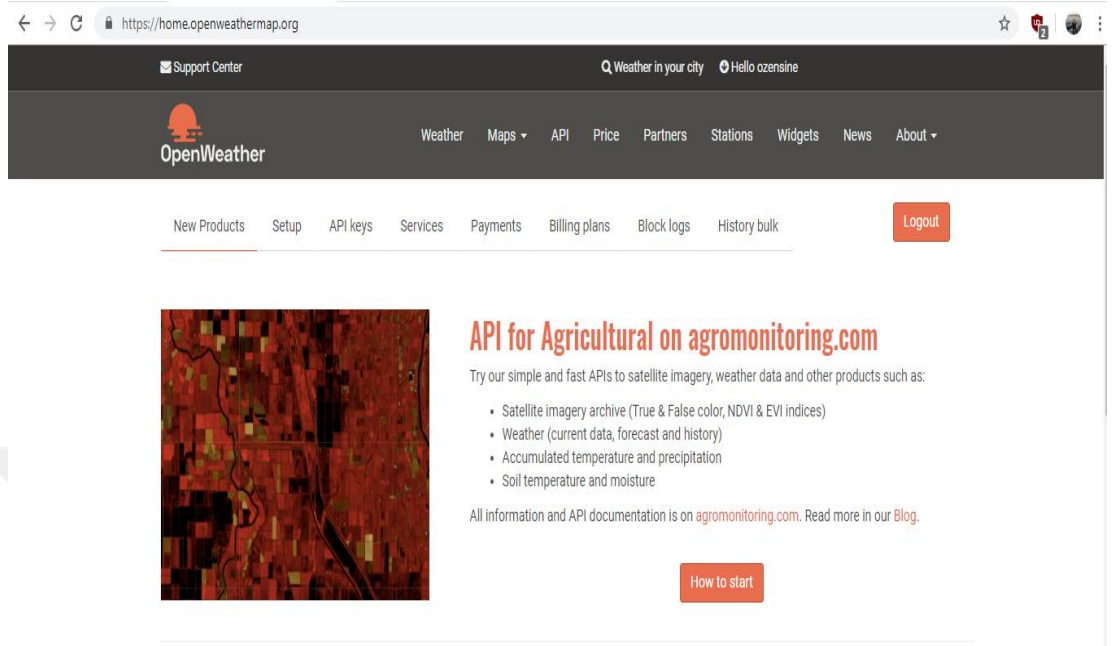 https://home.openweathermap.org
2
Support Center
Weather in your city
Hello ozensine
OpenWeather
Weather Maps API Price Partners Stations Widgets News About
New Products Setup API keys Services Payments Billing plans Block logs History bulk
Logout
API for Agricultural on agromonitoring.com
Try our simple and fast APIs to satellite imagery, weather data and other products such as:
• Satellite imagery archive (True & False color, NDVI & EVI indices)
• Weather (current data, forecast and history)
• Accumulated temperature and precipitation
• Soil temperature and moisture
All information and API documentation is on agromonitoring.com. Read more in our Blog.
How to start